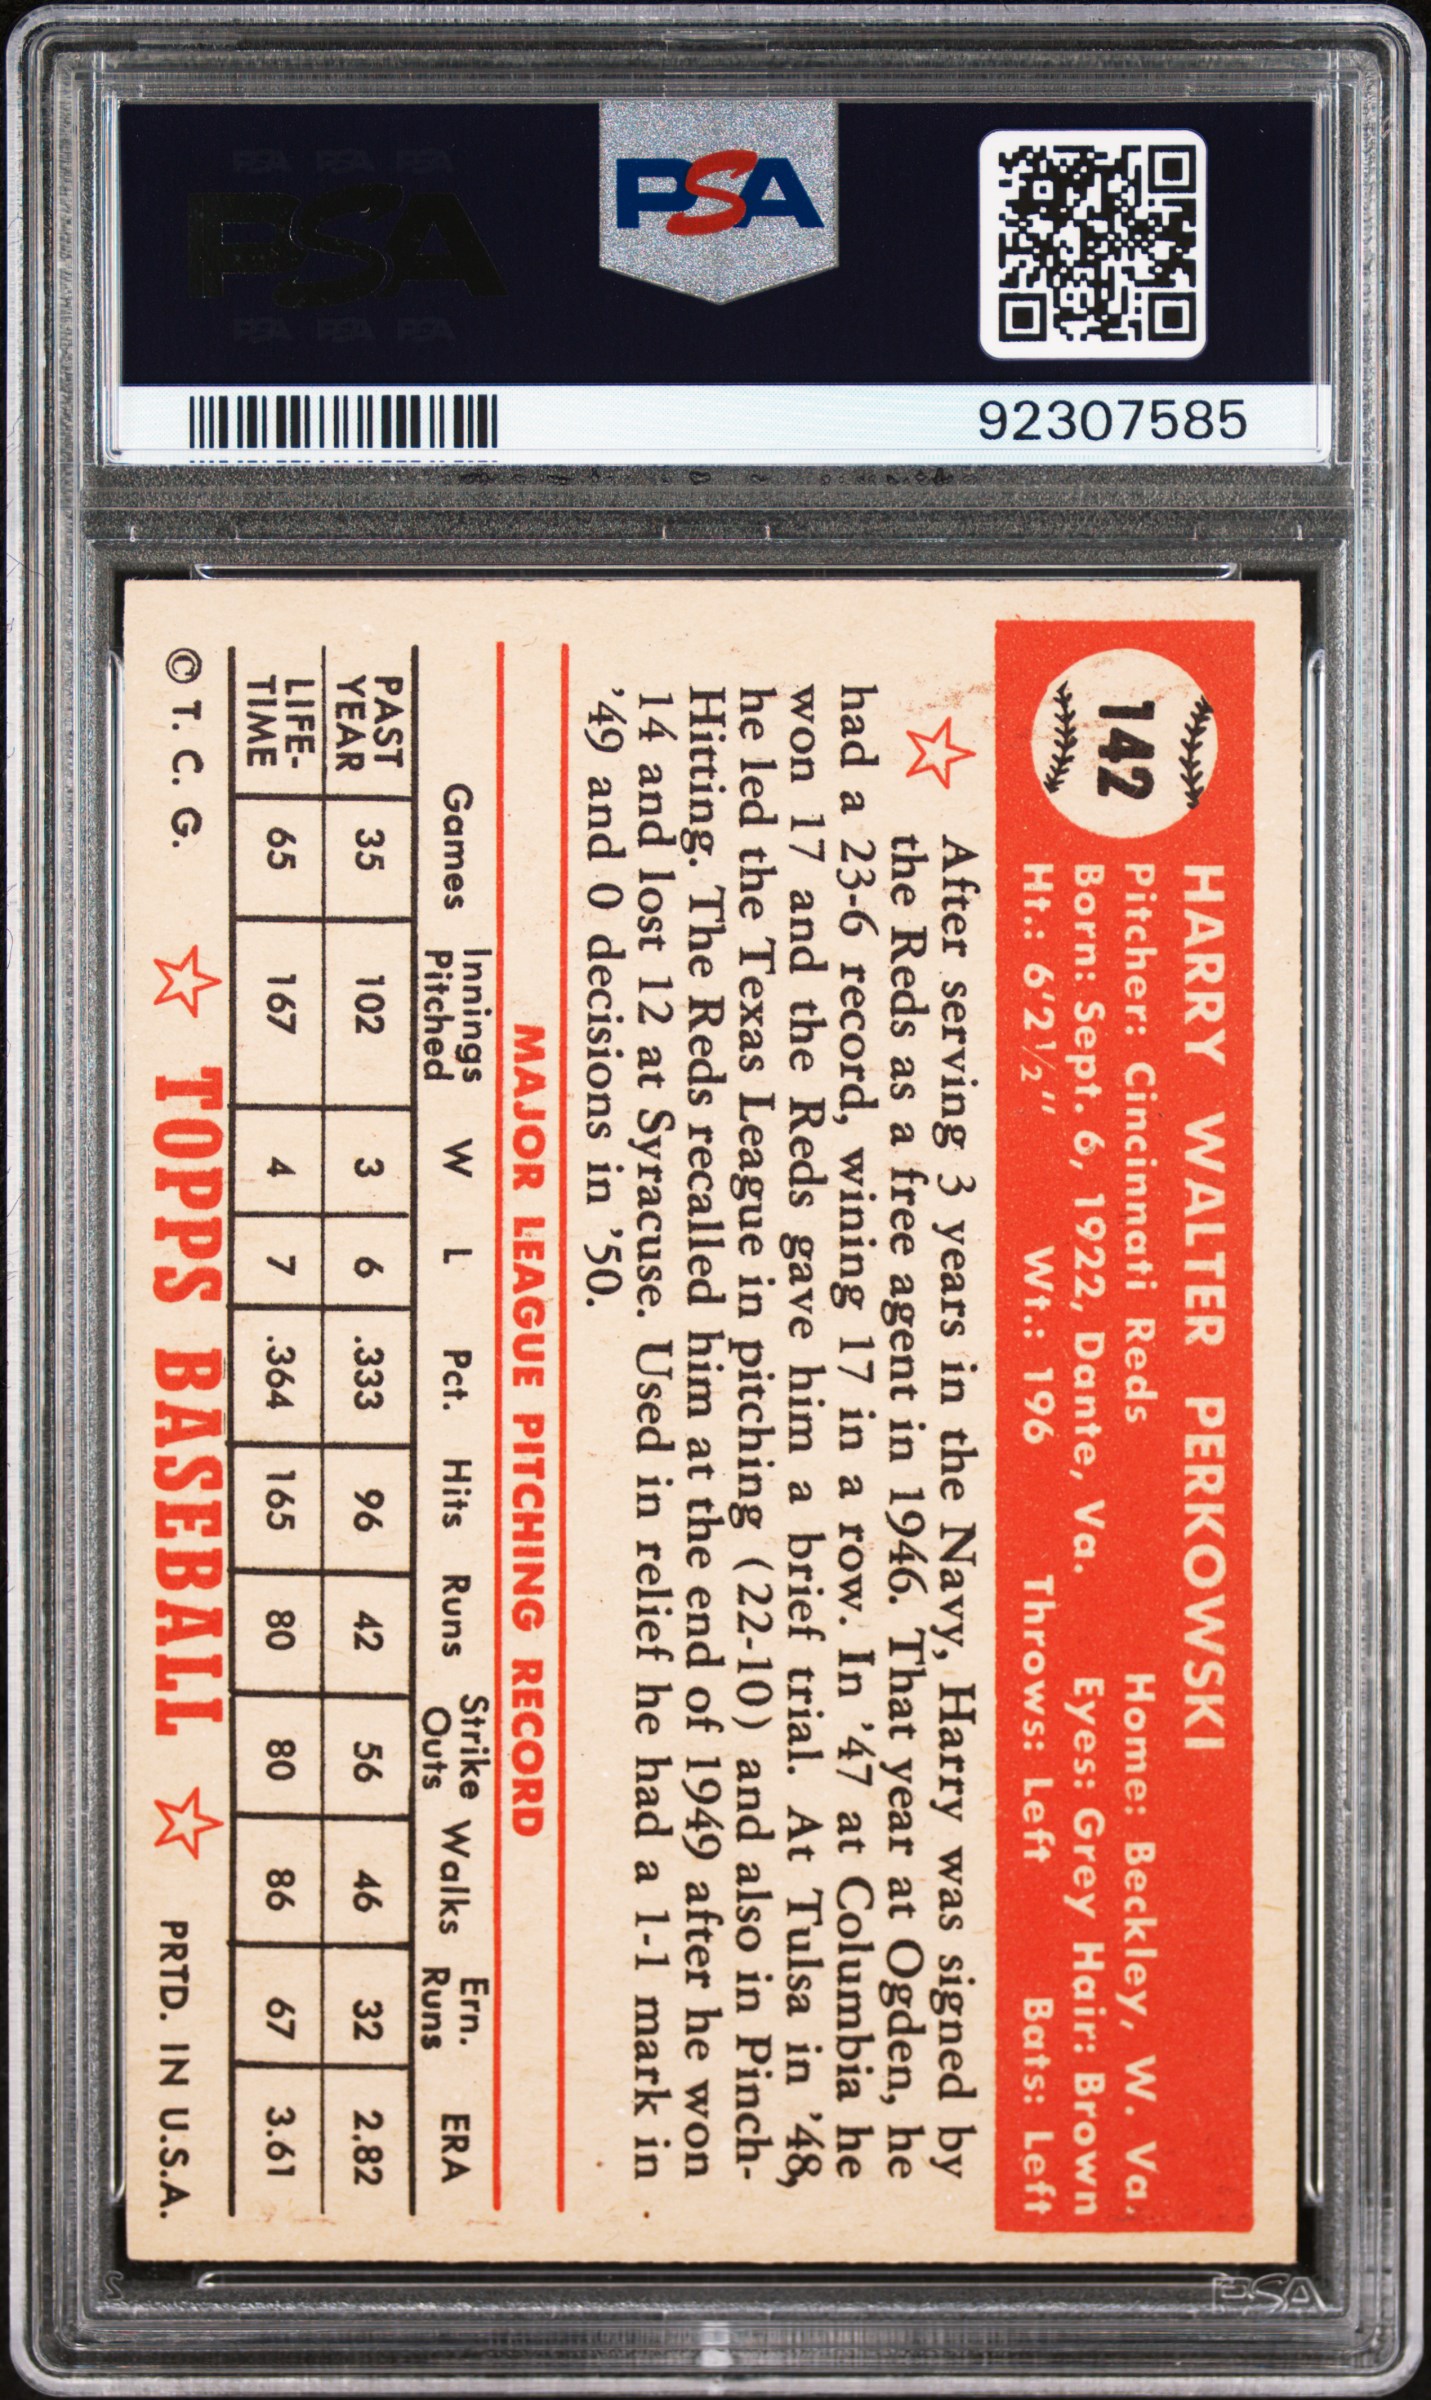 PSA PSA PSA
PSA
PSA PSA PSA
PSA
92307585
142
HARRY WALTER PERKOWSKI
Pitcher: Cincinnati Reds Home: Beckley, W. Va.
Born: Sept. 6, 1922, Dante, Va. Eyes: Grey Hair: Brown
Ht.: 6'2½" Wt.: 196 Throws: Left Bats: Left
After serving 3 years in the Navy, Harry was signed by
the Reds as a free agent in 1946. That year at Ogden, he
had a 23-6 record, wining 17 in a row. In '47 at Columbia he
won 17 and the Reds gave him a brief trial. At Tulsa in '48,
he led the Texas League in pitching (22-10) and also in Pinch-
Hitting. The Reds recalled him at the end of 1949 after he won
14 and lost 12 at Syracuse. Used in relief he had a 1-1 mark in
'49 and 0 decisions in '50.
MAJOR LEAGUE PITCHING RECORD
Games Innings Pitched W L Pct. Hits Runs Strike Outs Walks Ern. Runs ERA
PAST YEAR 35 102 3 6 .333 96 42 56 46 32 2.82
LIFE-TIME 65 167 4 7 .364 165 80 80 86 67 3.61
© T. C. G. TOPPS BASEBALL PRTD. IN U.S.A.
PSA